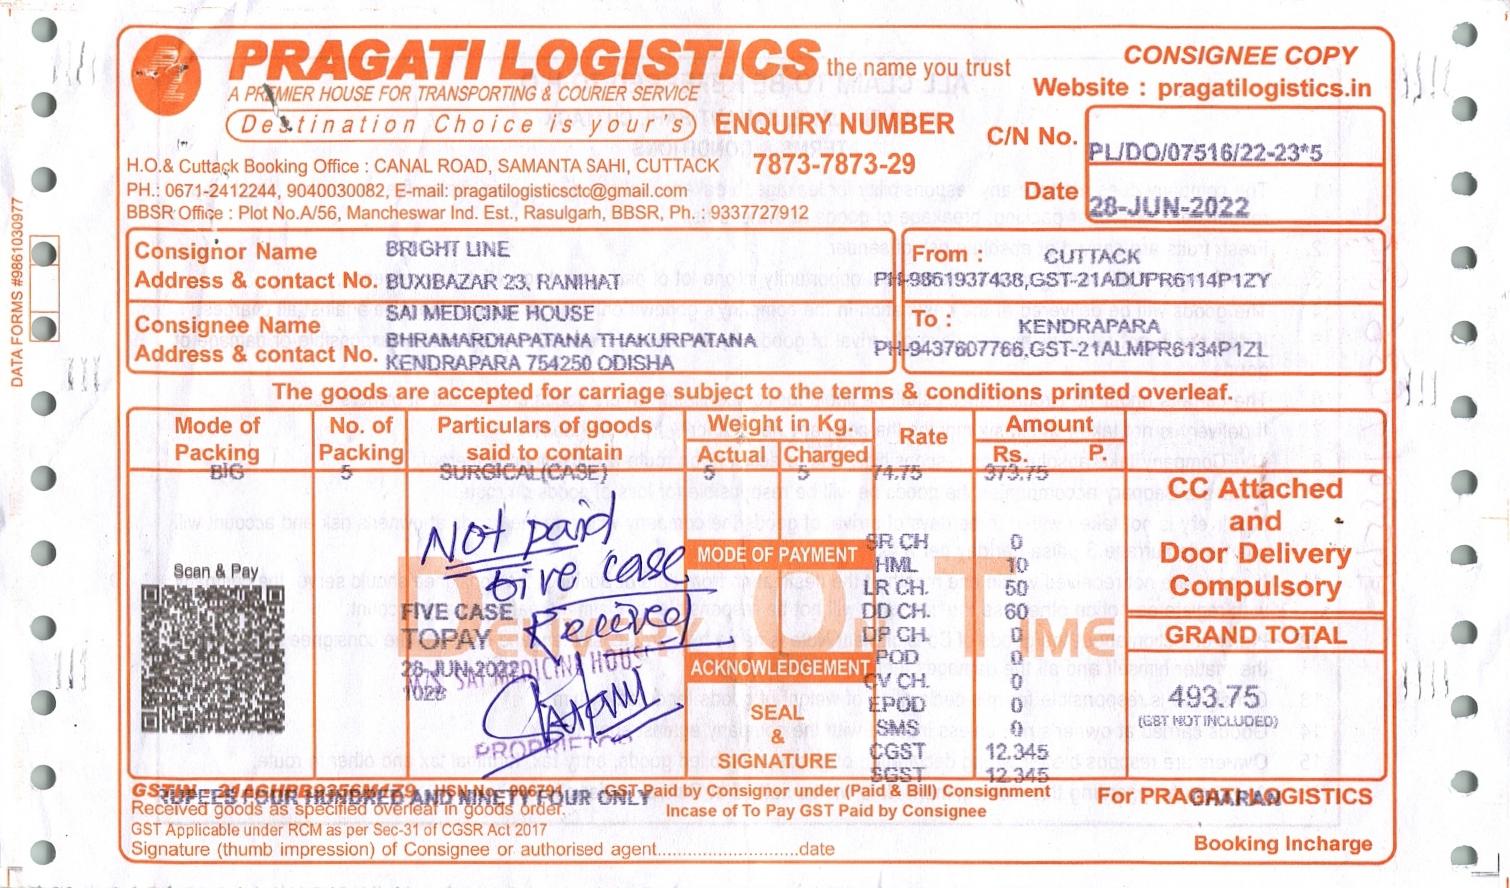 PRAGATI LOGISTICS the name you trust
A PREMIER HOUSE FOR TRANSPORTING & COURIER SERVICE
Destination Choice is your's
ENQUIRY NUMBER
7873-7873-29
CONSIGNEE COPY
Website : pragatilogistics.in
C/N No. PL/DO/07516/22-23*5
Date 28-JUN-2022
H.O.& Cuttack Booking Office : CANAL ROAD, SAMANTA SAHI, CUTTACK
PH.: 0671-2412244, 9040030082, E-mail: pragatilogisticsctc@gmail.com
BBSR Office : Plot No.A/56, Mancheswar Ind. Est., Rasulgarh, BBSR, Ph.: 9337727912
DATA FORMS #9861030977
Consignor Name BRIGHT LINE
Address & contact No. BUXIBAZAR 23, RANIHAT
From : CUTTACK
PH-9861937438,GST-21ADUPR6114P1ZY
Consignee Name SAI MEDICINE HOUSE
BHRAMARDIAPATANA THAKURPATANA
Address & contact No. KENDRAPARA 754250 ODISHA
To : KENDRAPARA
PH-9437607766,GST-21ALMPR6134P1ZL
The goods are accepted for carriage subject to the terms & conditions printed overleaf.
Mode of Packing No. of Packing Particulars of goods said to contain Weight in Kg. Actual Charged Rate Amount Rs. P.
BIG 5 SURGICAL(CASE) 5 5 74.75 373.75
CC Attached
and
Door Delivery
Compulsory
Not paid
five case
Received
Scan & Pay
FIVE CASE
TOPAY
28-JUN-2022
1028
M/S SAI MEDICINE HOUSE
PROPRIETOR
DELIVERY ON TIME
MODE OF PAYMENT
ACKNOWLEDGEMENT
SEAL
&
SIGNATURE
SR CH 0
HML 10
LR CH. 50
DD CH. 60
DP CH. 0
POD 0
CV CH. 0
EPOD 0
SMS 0
CGST 12.345
SGST 12.345
GRAND TOTAL
493.75
(GST NOT INCLUDED)
RUPEES FOUR HUNDRED AND NINETY FOUR ONLY
GST Paid by Consignor under (Paid & Bill) Consignment
Incase of To Pay GST Paid by Consignee
Received goods as specified overleaf in goods order.
GST Applicable under RCM as per Sec-31 of CGSR Act 2017
Signature (thumb impression) of Consignee or authorised agent..............................date
For PRAGATI LOGISTICS
CHARAN
Booking Incharge